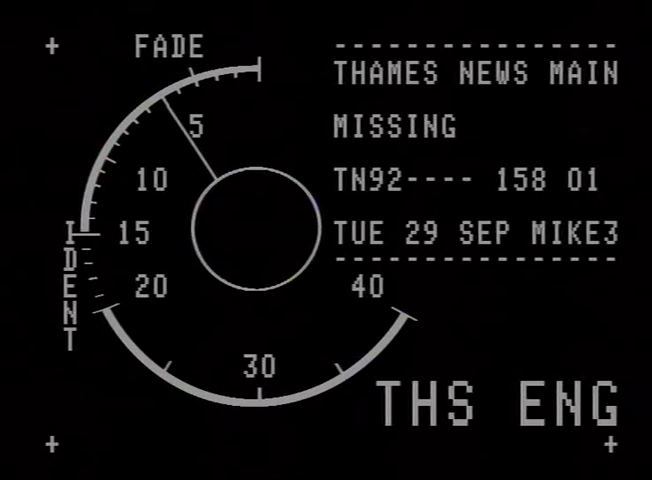 FADE
THAMES NEWS MAIN
MISSING
TN92---- 158 01
TUE 29 SEP MIKE3
5
10
15
20
30
40
IDENT
THS ENG